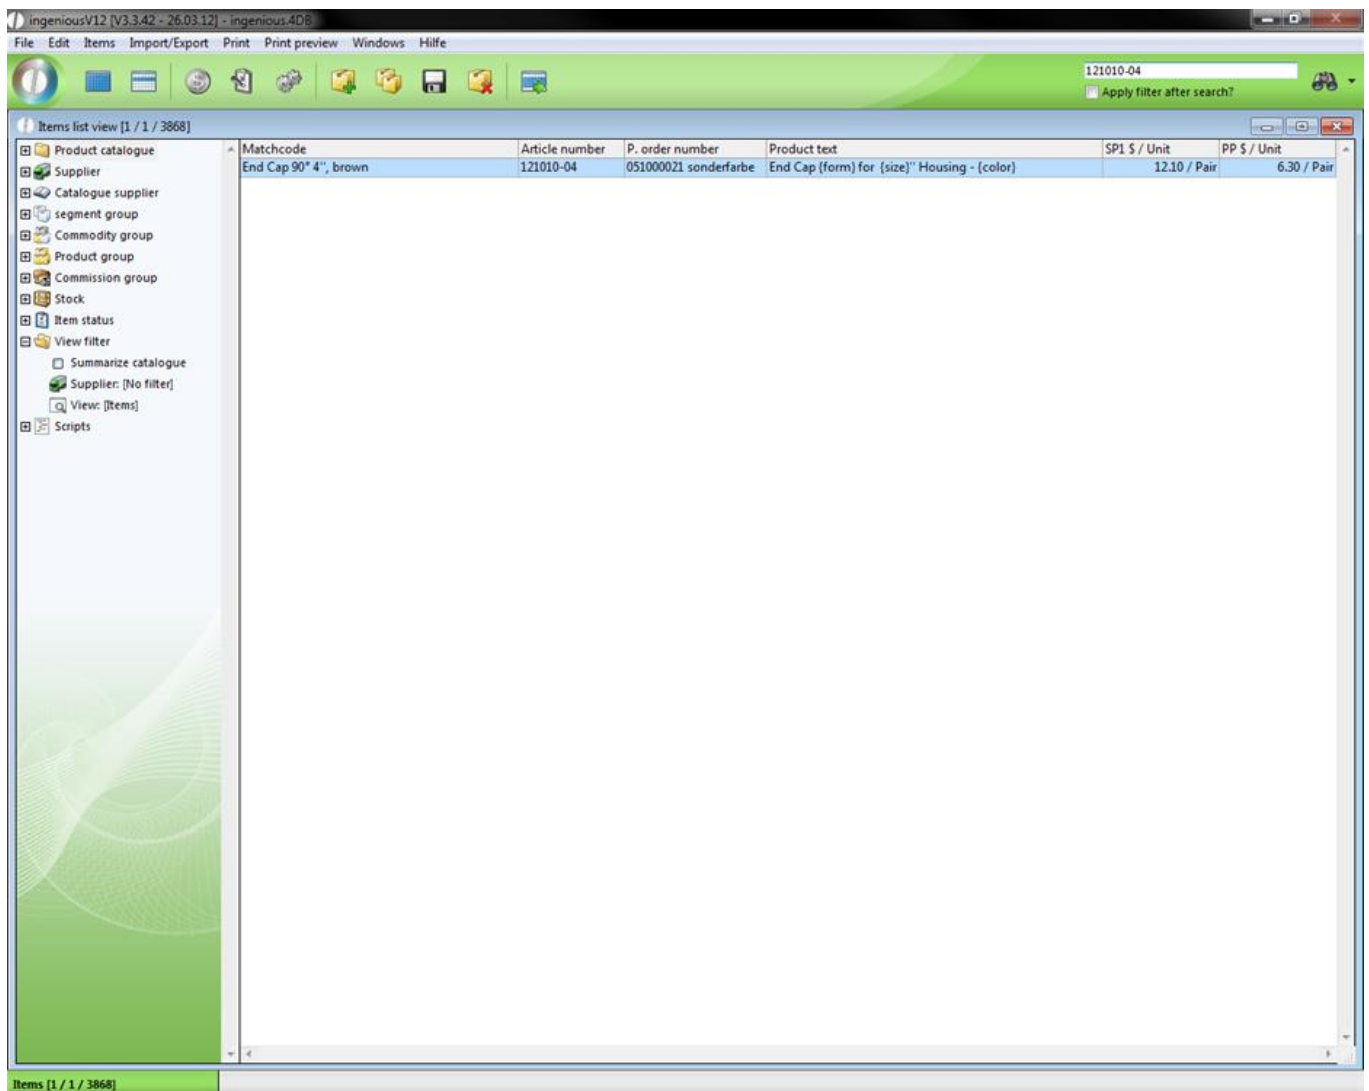 ingeniousV12 [V3.3.42 - 26.03.12] - ingenious.4DB
File Edit Items Import/Export Print Print preview Windows Hilfe
121010-04
Apply filter after search?
Items list view [1 / 1 / 3868]
Product catalogue
Supplier
Catalogue supplier
segment group
Commodity group
Product group
Commission group
Stock
Item status
View filter
Summarize catalogue
Supplier: [No filter]
View: [Items]
Scripts
Matchcode Article number P. order number Product text SP1 $ / Unit PP $ / Unit
End Cap 90° 4'', brown 121010-04 051000021 sonderfarbe End Cap {form} for {size}'' Housing - {color} 12.10 / Pair 6.30 / Pair
Items [1 / 1 / 3868]